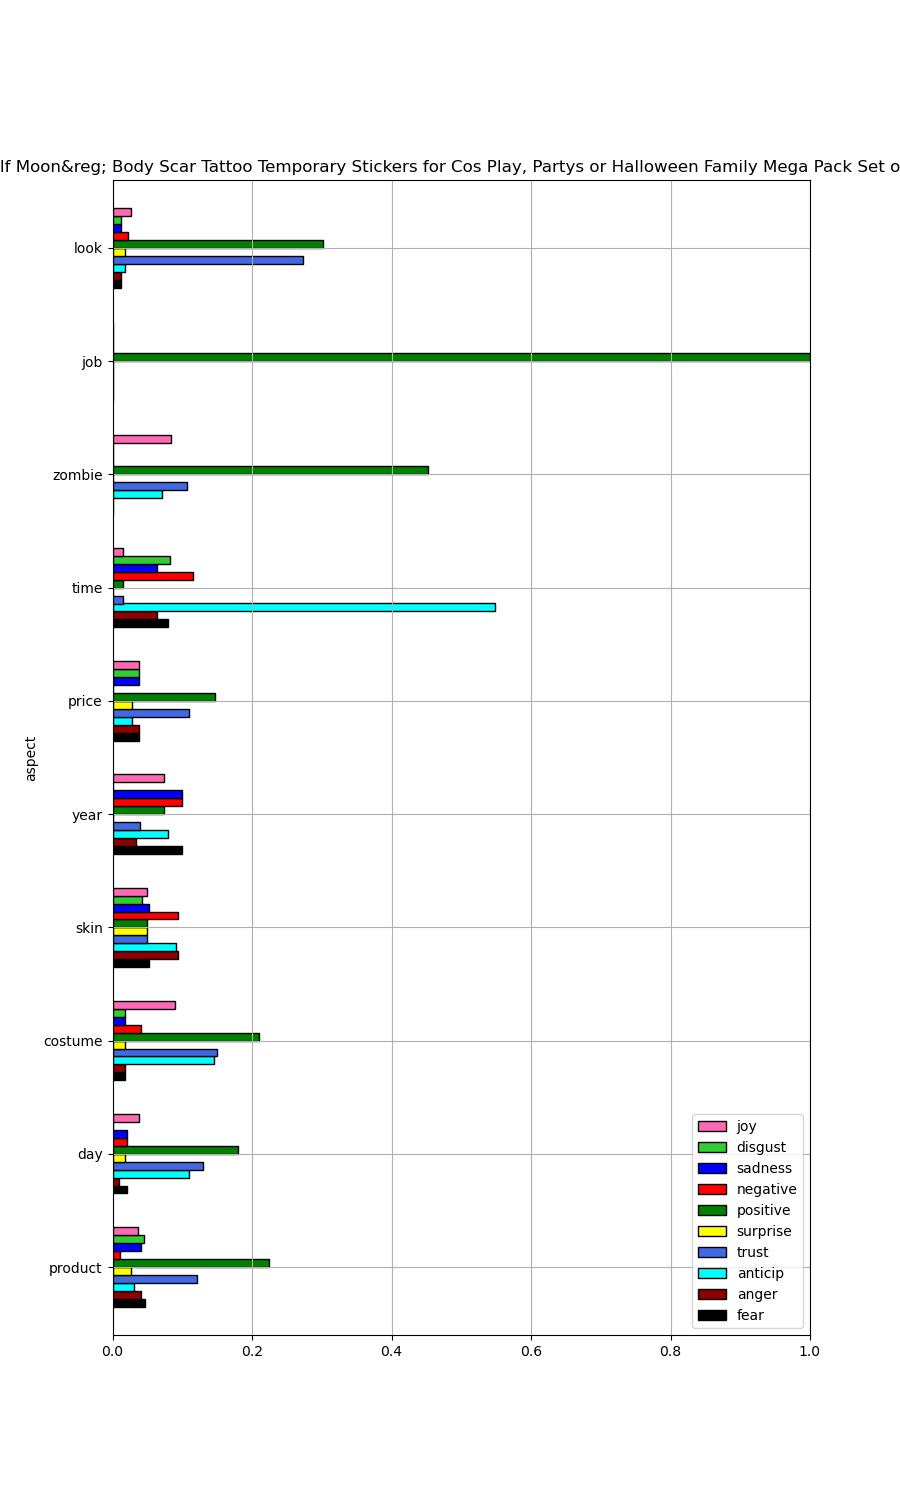 lf Moon&reg; Body Scar Tattoo Temporary Stickers for Cos Play, Partys or Halloween Family Mega Pack Set o
look
job
zombie
time
price
aspect
year
skin
costume
day
product
joy
disgust
sadness
negative
positive
surprise
trust
anticip
anger
fear
0.0 0.2 0.4 0.6 0.8 1.0